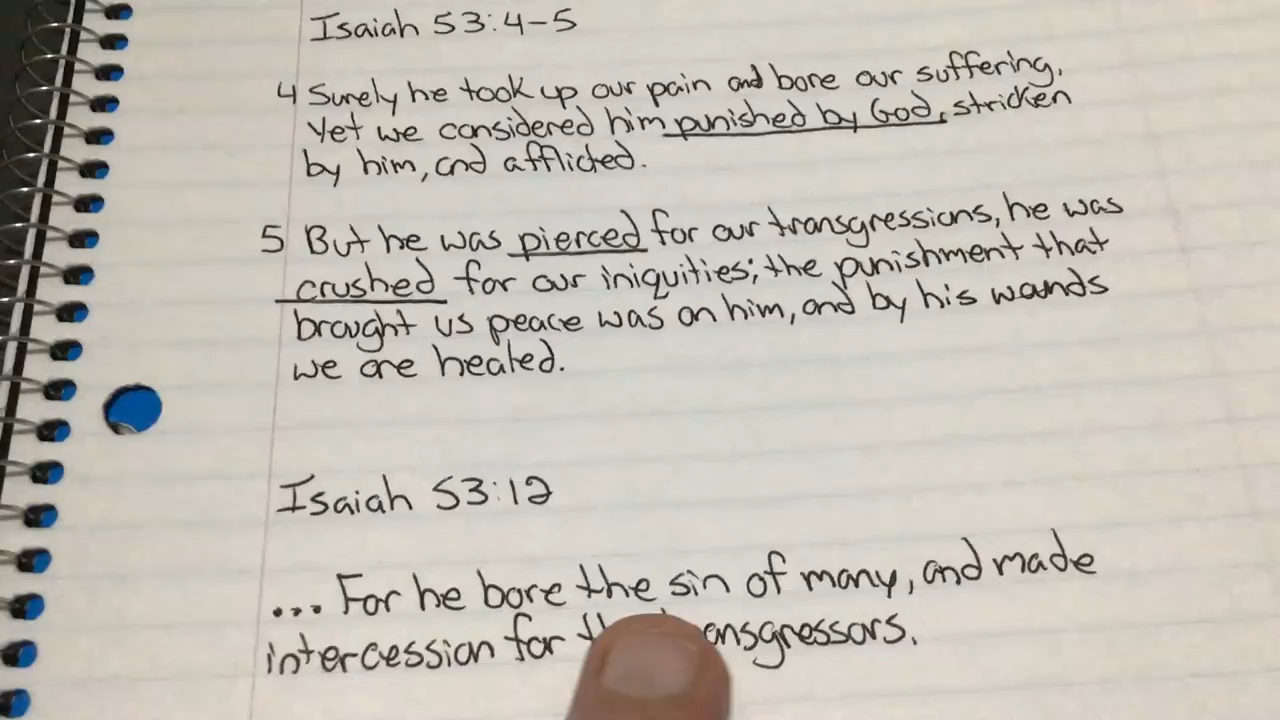 Isaiah 53:4-5
4 Surely he took up our pain and bore our suffering,
Yet we considered him punished by God, stricken
by him, and afflicted.
5 But he was pierced for our transgressions, he was
crushed for our iniquities; the punishment that
brought us peace was on him, and by his wounds
we are healed.
Isaiah 53:12
... For he bore the sin of many, and made
intercession for